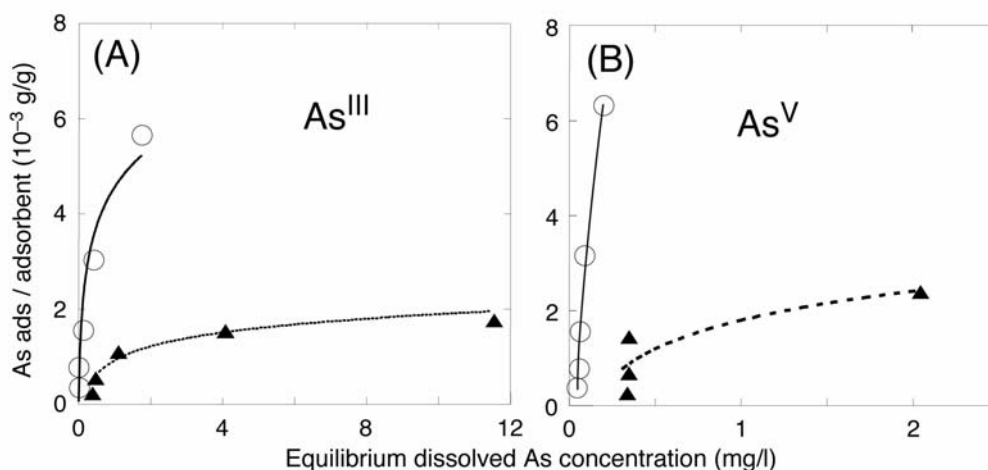 (A)
As^III
8
6
4
2
0
0
4
8
12
As ads / adsorbent (10⁻³ g/g)
(B)
As^V
8
6
4
2
0
0
1
2
Equilibrium dissolved As concentration (mg/l)